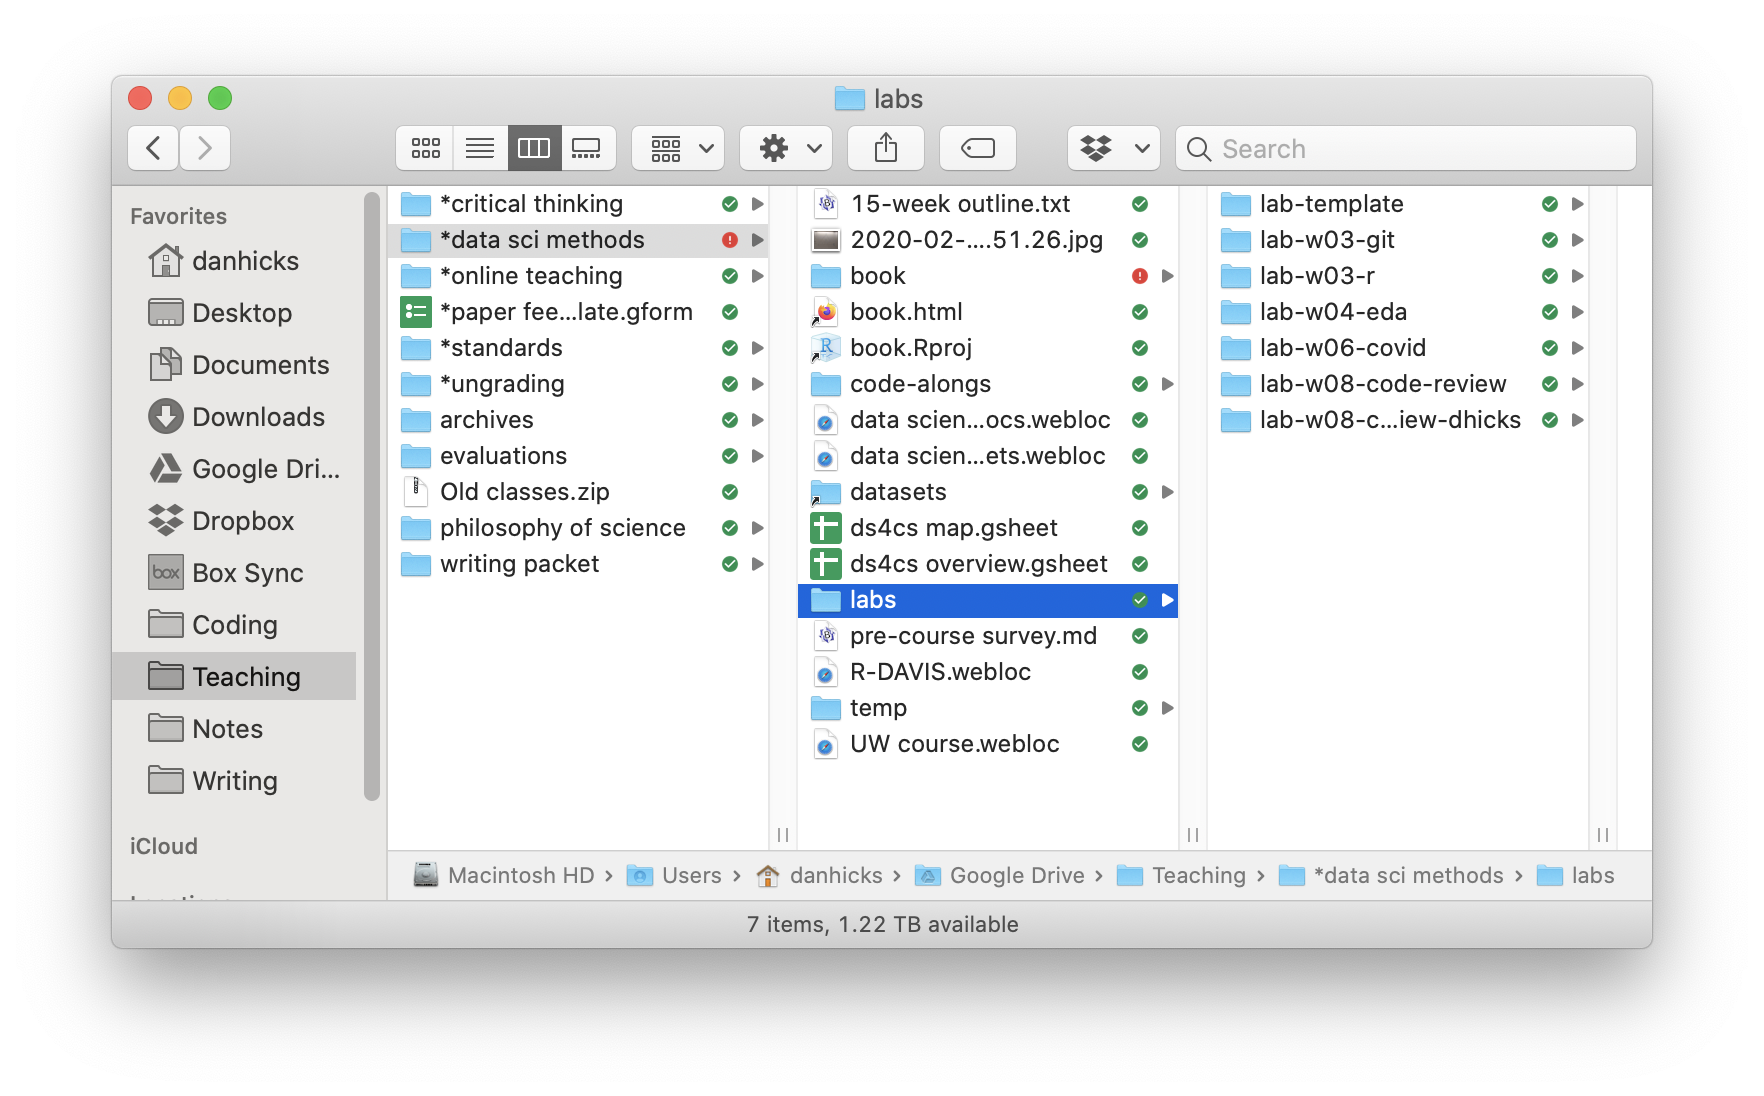 labs
Search
Favorites
danhicks
Desktop
Documents
Downloads
Google Dri...
Dropbox
box
Box Sync
Coding
Teaching
Notes
Writing
iCloud
*critical thinking
*data sci methods
*online teaching
*paper fee...late.gform
*standards
*ungrading
archives
evaluations
Old classes.zip
philosophy of science
writing packet
15-week outline.txt
2020-02-....51.26.jpg
book
book.html
book.Rproj
code-alongs
data scien...ocs.webloc
data scien...ets.webloc
datasets
ds4cs map.gsheet
ds4cs overview.gsheet
labs
pre-course survey.md
R-DAVIS.webloc
temp
UW course.webloc
lab-template
lab-w03-git
lab-w03-r
lab-w04-eda
lab-w06-covid
lab-w08-code-review
lab-w08-c...iew-dhicks
Macintosh HD › Users › danhicks › Google Drive › Teaching › *data sci methods › labs
7 items, 1.22 TB available